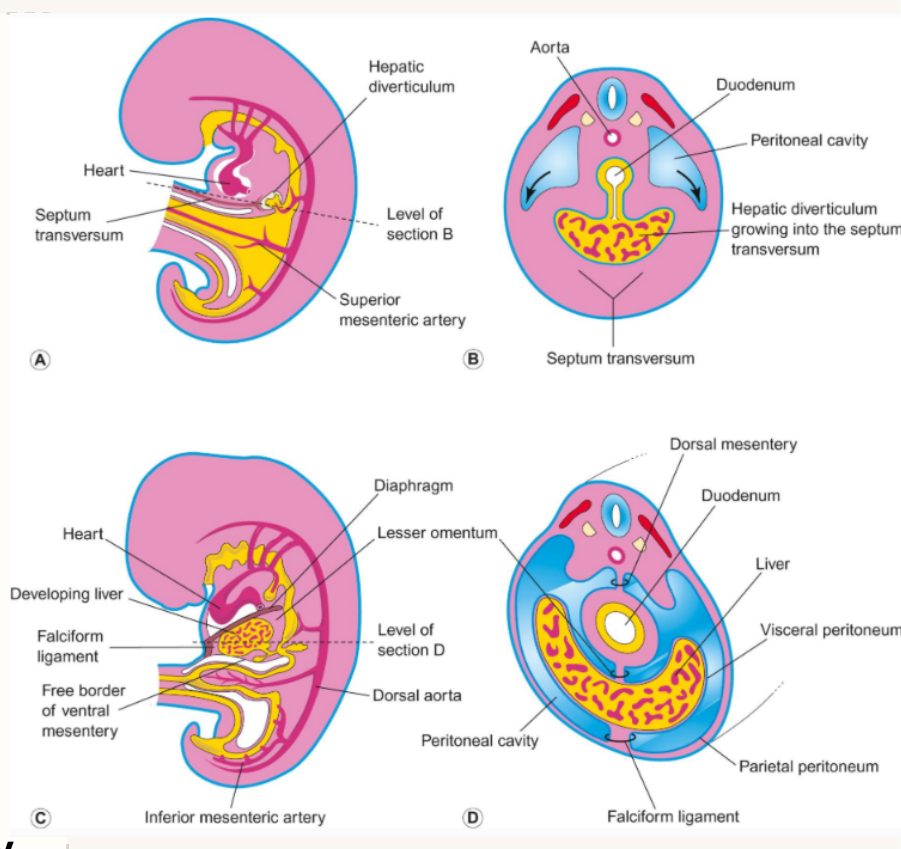 Hepatic
diverticulum
Heart
Septum
transversum
Level of
section B
Superior
mesenteric artery
A
Aorta
Duodenum
Peritoneal cavity
Hepatic diverticulum
growing into the septum
transversum
Septum transversum
B
Diaphragm
Heart
Lesser omentum
Developing liver
Falciform
ligament
Level of
section D
Free border
of ventral
mesentery
Dorsal aorta
Inferior mesenteric artery
C
Dorsal mesentery
Duodenum
Liver
Visceral peritoneum
Peritoneal cavity
Parietal peritoneum
Falciform ligament
D